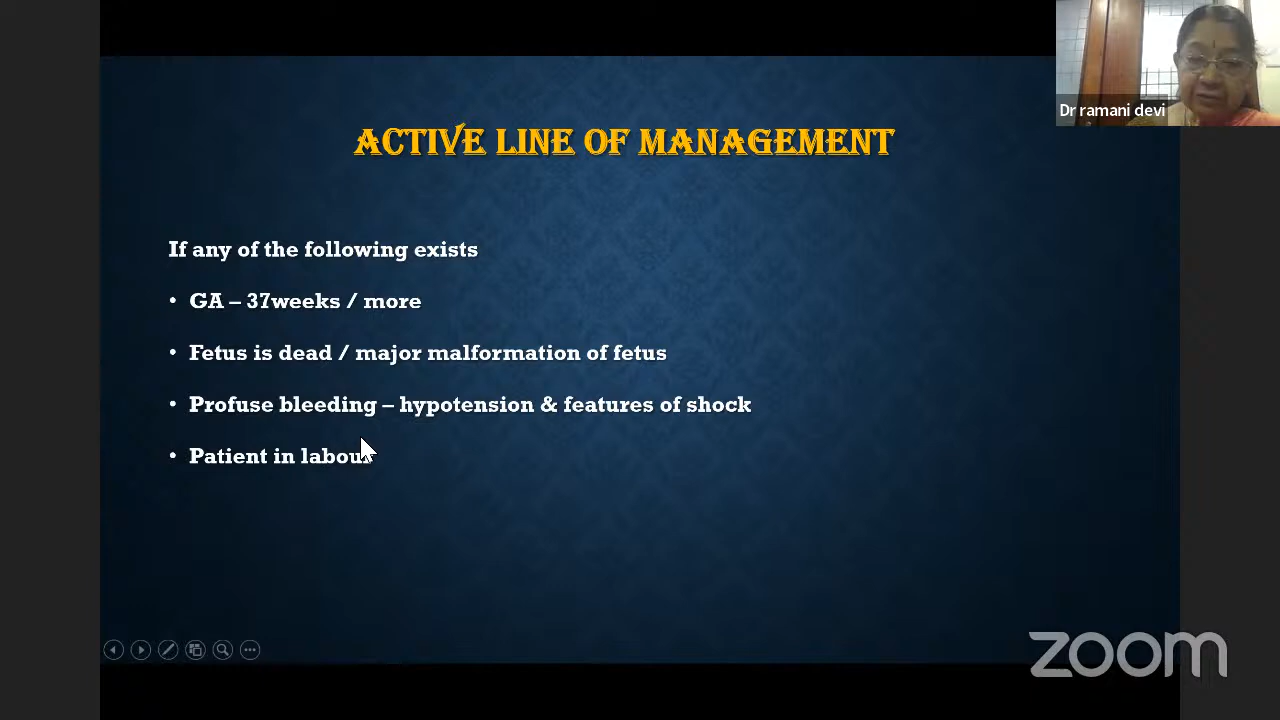 Dr ramani devi
ACTIVE LINE OF MANAGEMENT
If any of the following exists
• GA – 37weeks / more
• Fetus is dead / major malformation of fetus
• Profuse bleeding – hypotension & features of shock
• Patient in labour
zoom